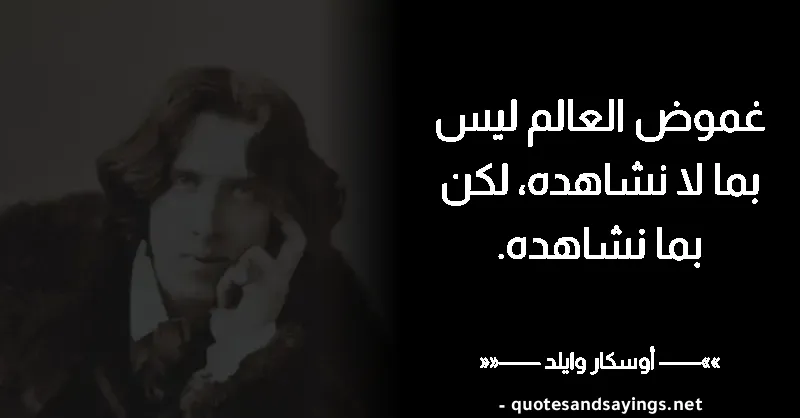 غموض العالم ليس
بما لا نشاهده، لكن
بما نشاهده.
»»—— أوسكار وايلد ——««
- quotesandsayings.net